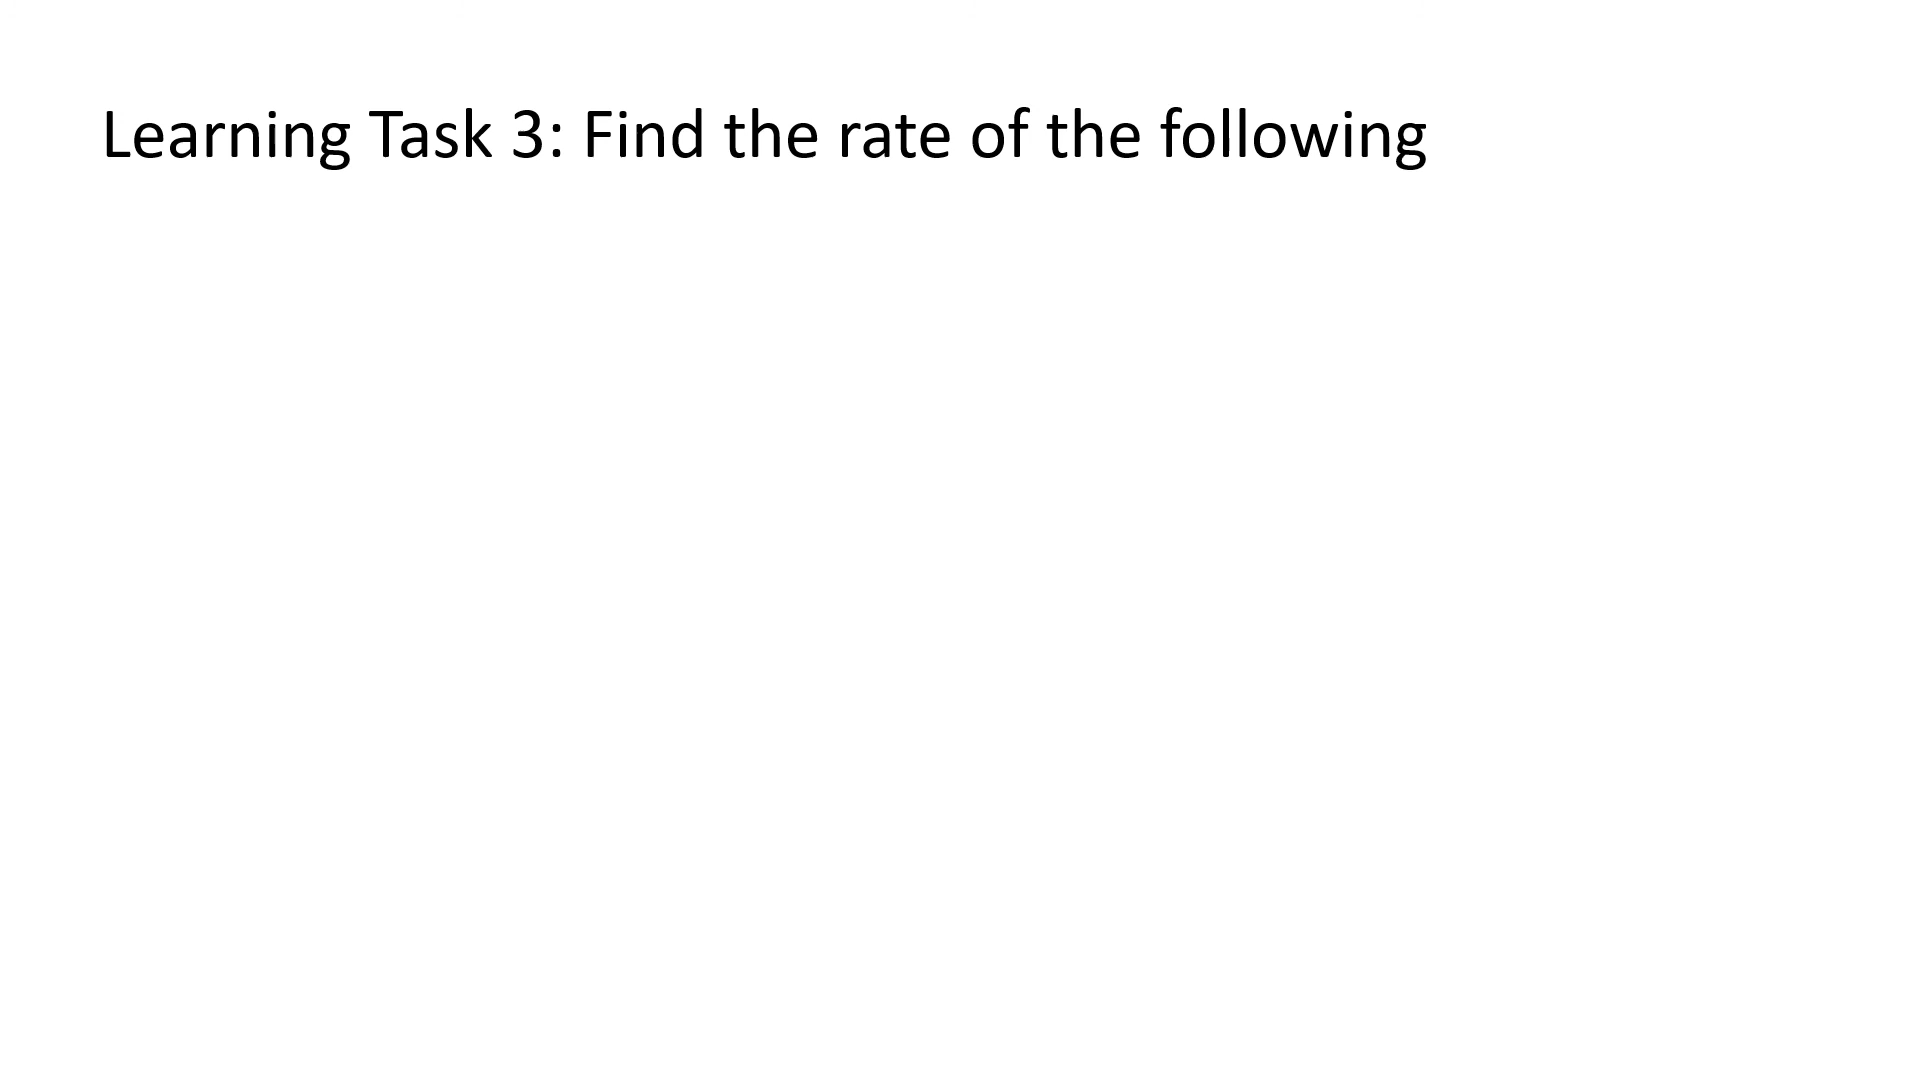 Learning Task 3: Find the rate of the following